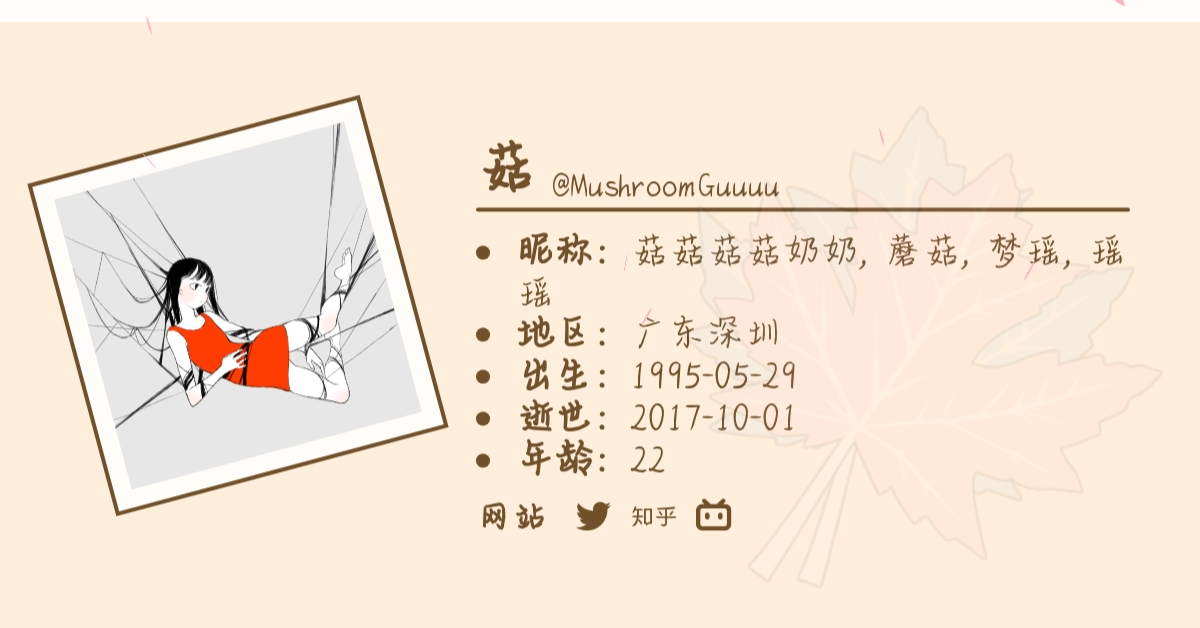 菇 @MushroomGuuuu
昵称： 菇菇菇菇奶奶, 蘑菇, 梦瑶, 瑶
瑶
地区： 广东深圳
出生： 1995-05-29
逝世： 2017-10-01
年龄： 22
网站 知乎